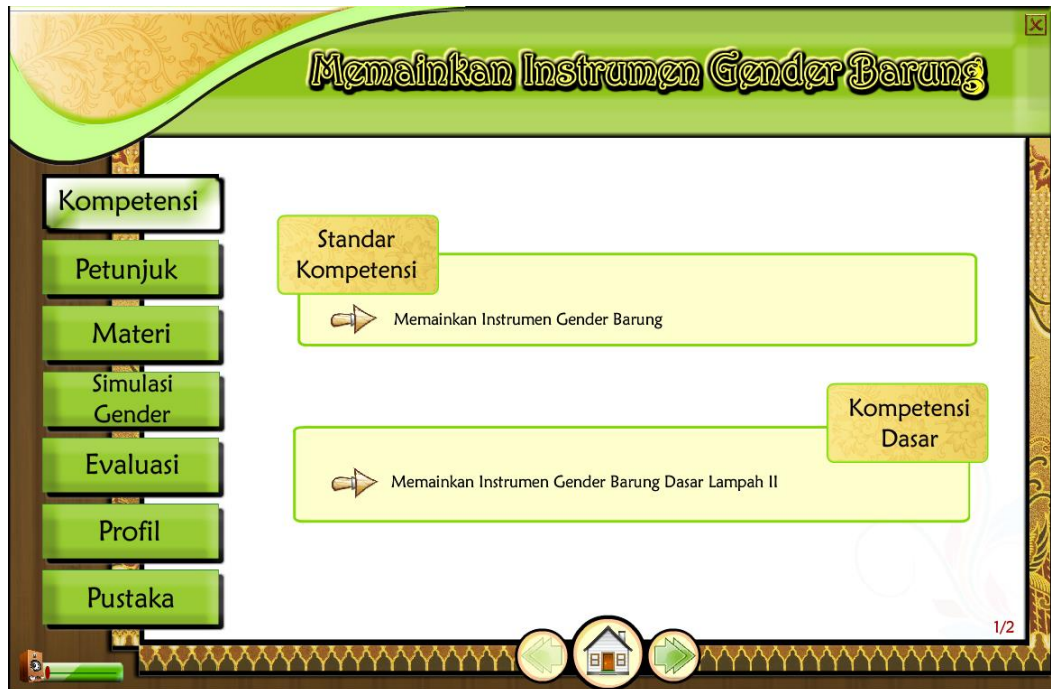 Memainkan Instrumen Gender Barung
Kompetensi
Petunjuk
Materi
Simulasi
Gender
Evaluasi
Profil
Pustaka
Standar
Kompetensi
Memainkan Instrumen Gender Barung
Kompetensi
Dasar
Memainkan Instrumen Gender Barung Dasar Lampah II
1/2